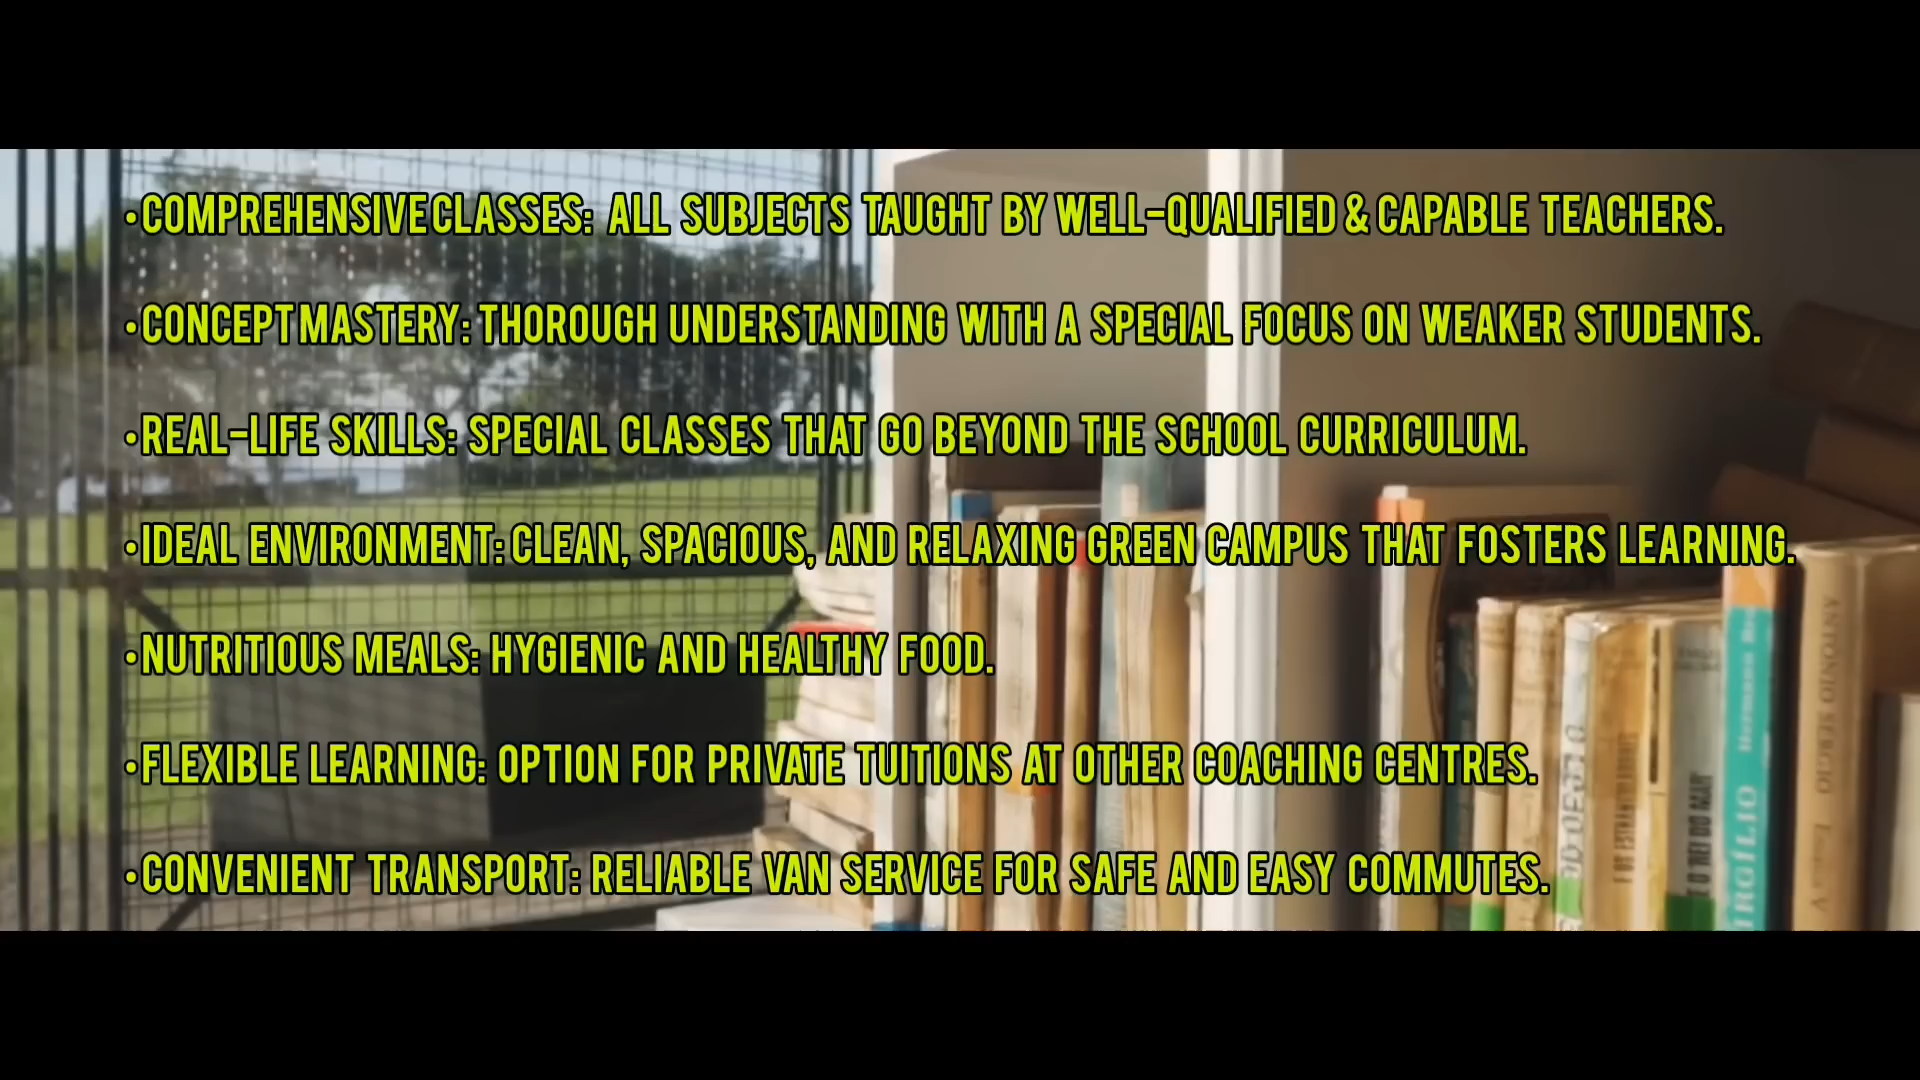 •COMPREHENSIVE CLASSES: ALL SUBJECTS TAUGHT BY WELL-QUALIFIED & CAPABLE TEACHERS.
•CONCEPT MASTERY: THOROUGH UNDERSTANDING WITH A SPECIAL FOCUS ON WEAKER STUDENTS.
•REAL-LIFE SKILLS: SPECIAL CLASSES THAT GO BEYOND THE SCHOOL CURRICULUM.
•IDEAL ENVIRONMENT: CLEAN, SPACIOUS, AND RELAXING GREEN CAMPUS THAT FOSTERS LEARNING.
•NUTRITIOUS MEALS: HYGIENIC AND HEALTHY FOOD.
•FLEXIBLE LEARNING: OPTION FOR PRIVATE TUITIONS AT OTHER COACHING CENTRES.
•CONVENIENT TRANSPORT: RELIABLE VAN SERVICE FOR SAFE AND EASY COMMUTES.
ANTONIO SERGIO